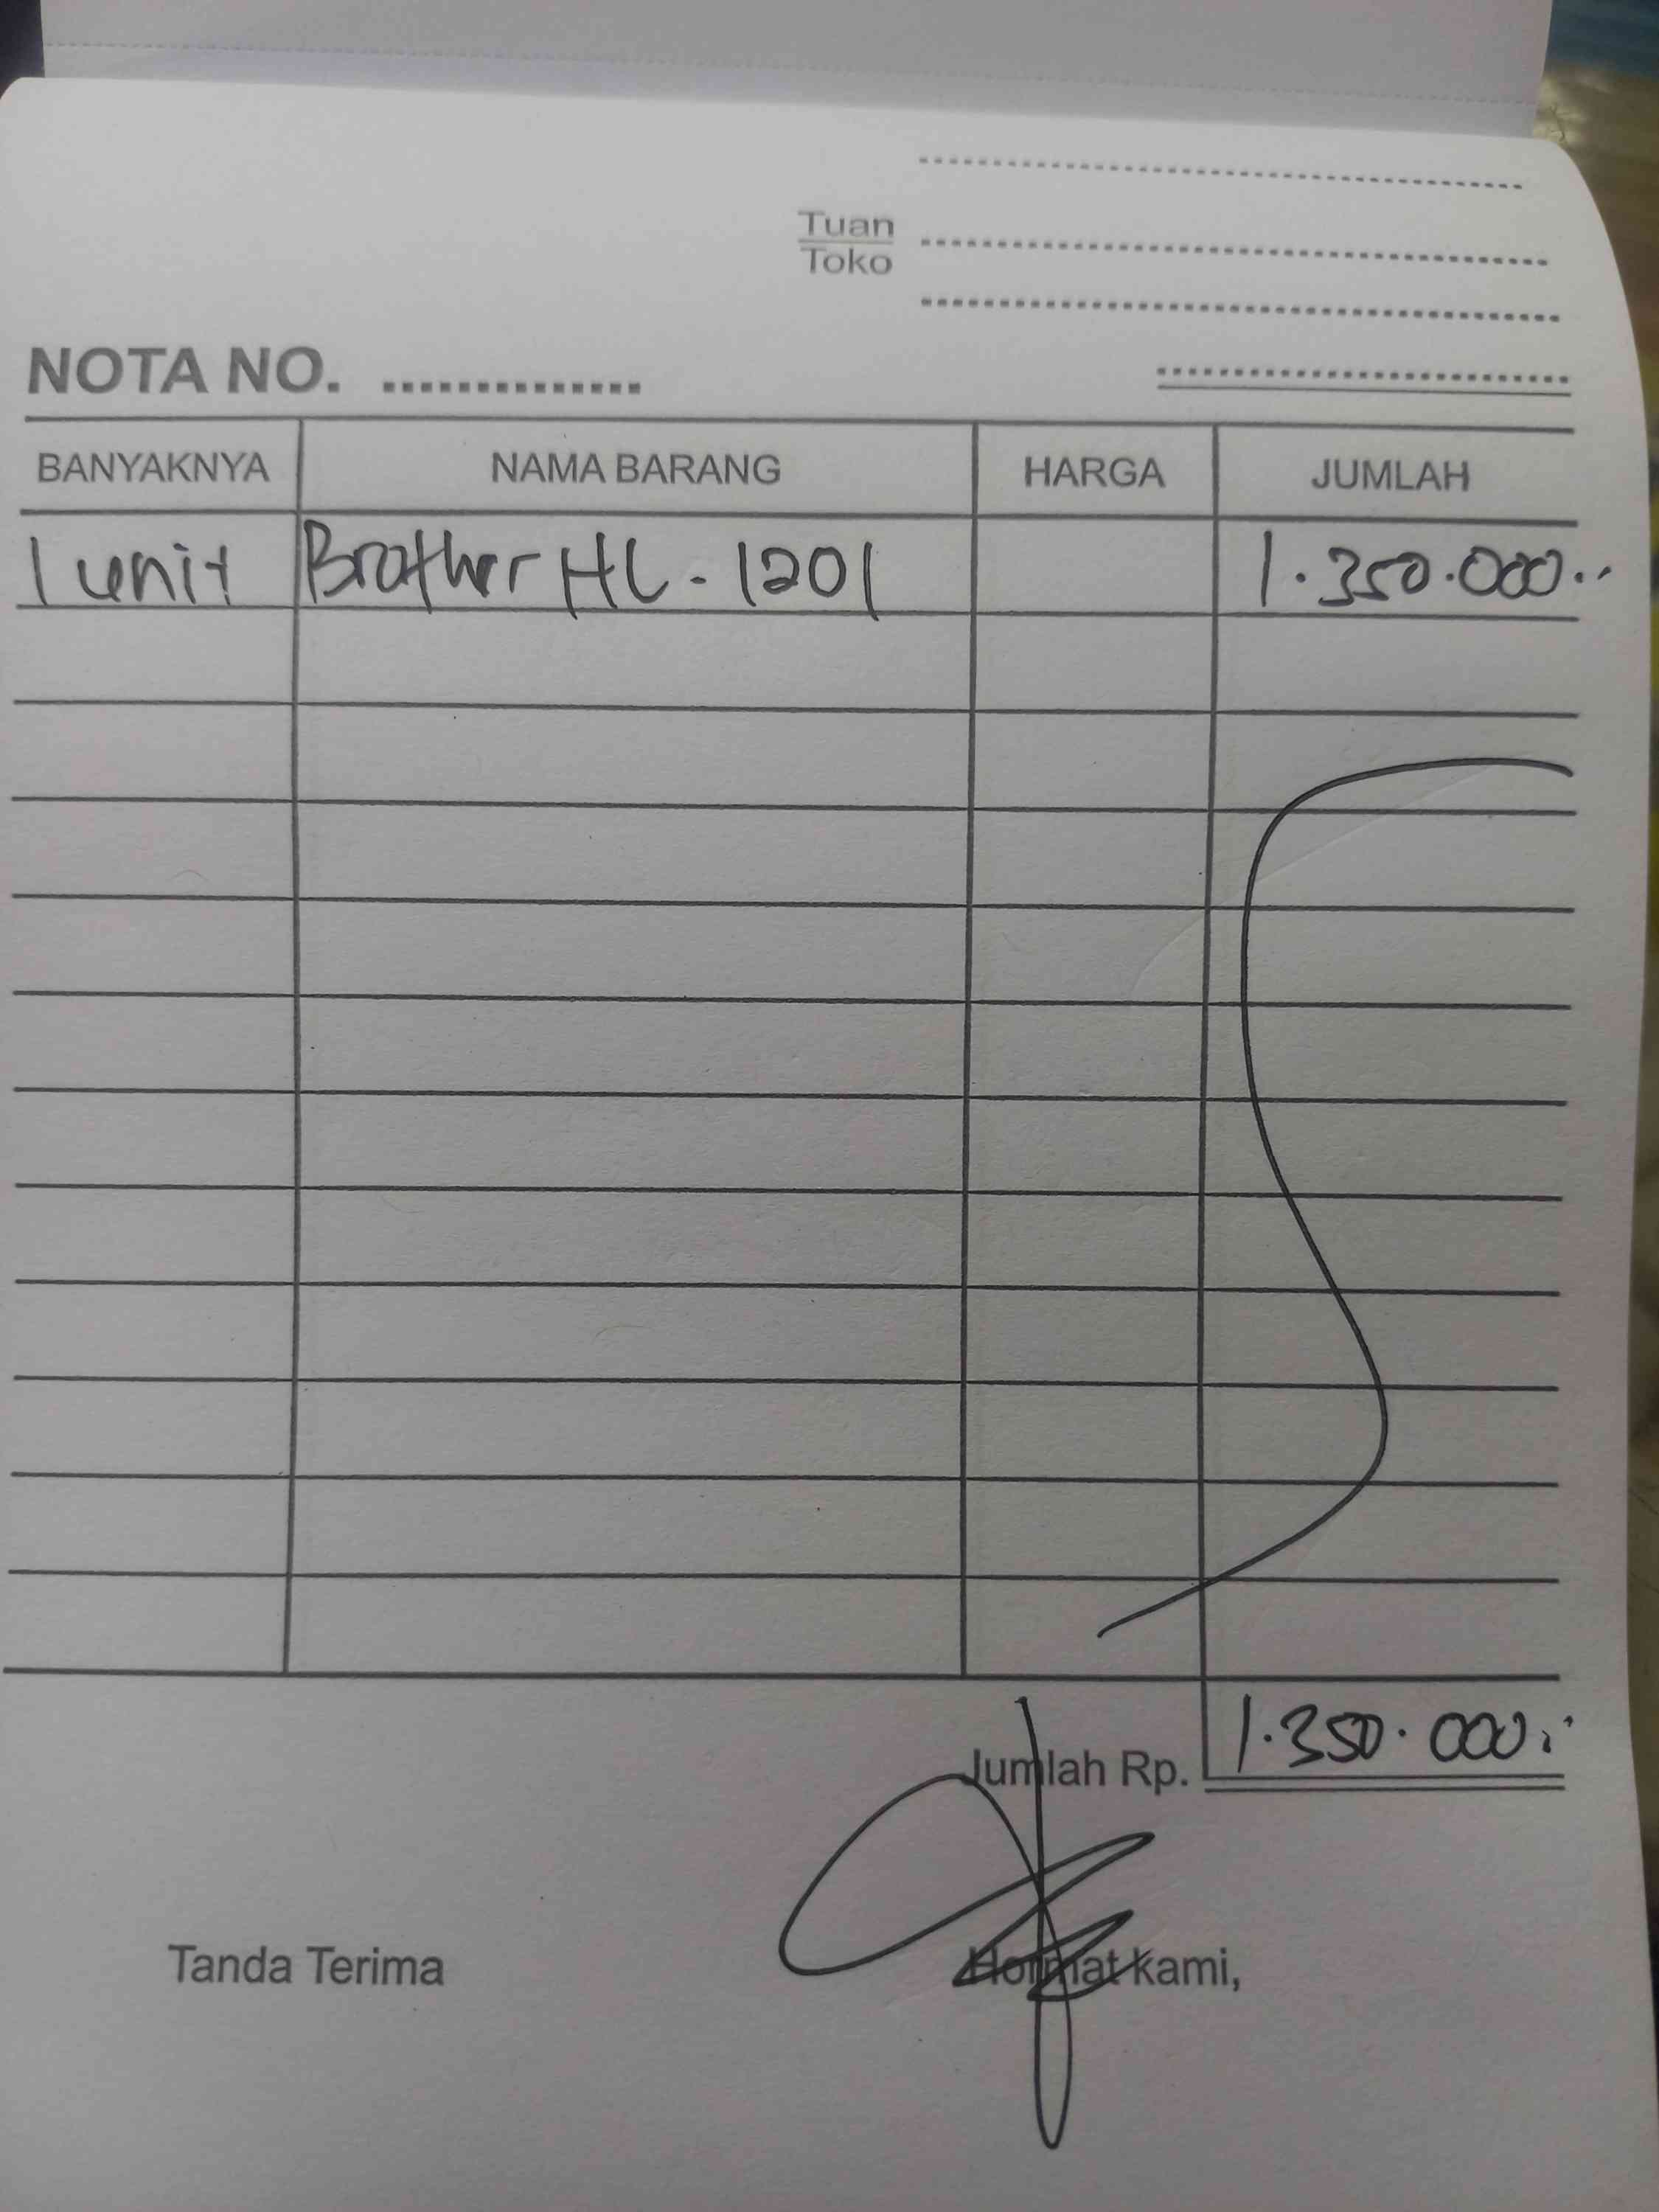 Tuan
Toko
NOTA NO. ..............
BANYAKNYA NAMA BARANG HARGA JUMLAH
1 unit Brother HL-1201 1.350.000..
Jumlah Rp. 1.350.000..
Tanda Terima Hormat kami,